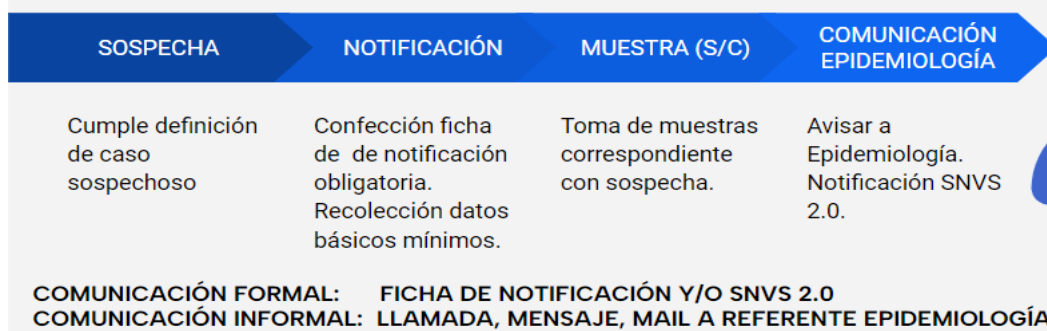 SOSPECHA
NOTIFICACIÓN
MUESTRA (S/C)
COMUNICACIÓN
EPIDEMIOLOGÍA
Cumple definición
de caso
sospechoso
Confección ficha
de de notificación
obligatoria.
Recolección datos
básicos mínimos.
Toma de muestras
correspondiente
con sospecha.
Avisar a
Epidemiología.
Notificación SNVS
2.0.
COMUNICACIÓN FORMAL: FICHA DE NOTIFICACIÓN Y/O SNVS 2.0
COMUNICACIÓN INFORMAL: LLAMADA, MENSAJE, MAIL A REFERENTE EPIDEMIOLOGÍA